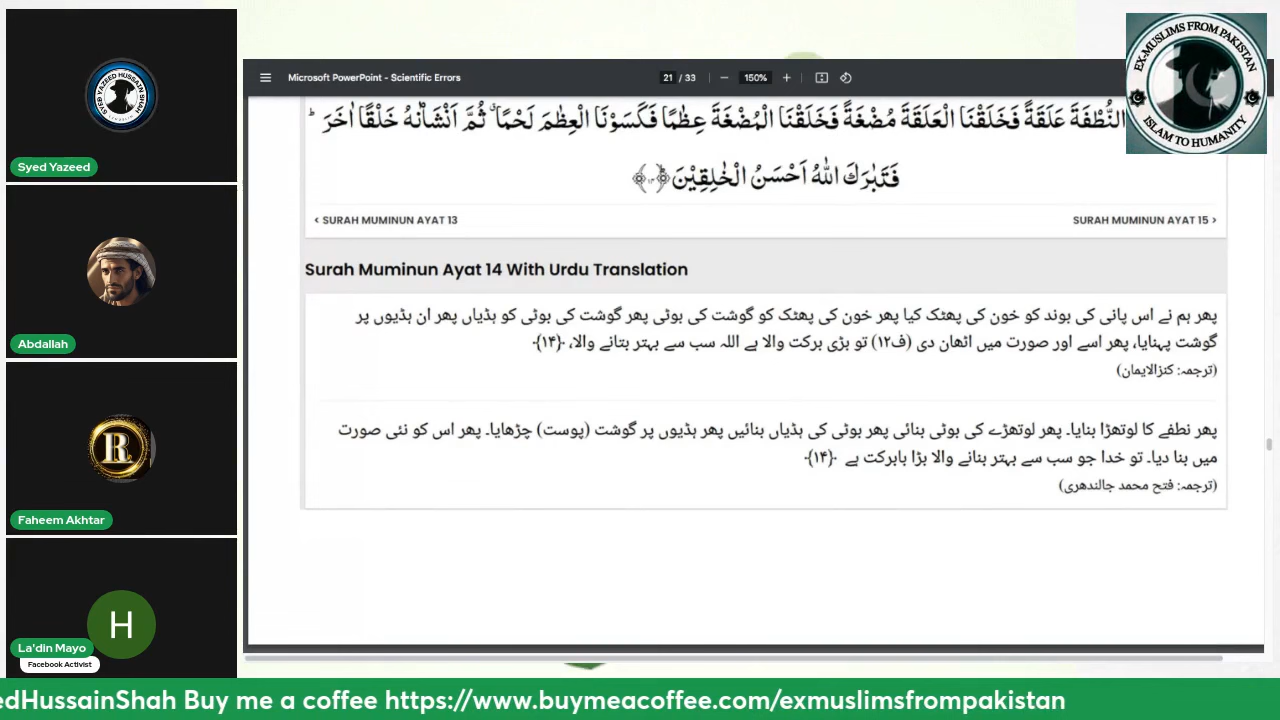 Syed Yazeed
Abdallah
R
Faheem Akhtar
H
La'din Mayo
Facebook Activist
Microsoft PowerPoint - Scientific Errors
21 / 33
150%
EX-MUSLIMS FROM PAKISTAN
ISLAM TO HUMANITY
النُّطْفَةَ عَلَقَةً فَخَلَقْنَا الْعَلَقَةَ مُضْغَةً فَخَلَقْنَا الْمُضْغَةَ عِظٰمًا فَكَسَوْنَا الْعِظٰمَ لَحْمًاۗ ثُمَّ اَنْشَاْنٰهُ خَلْقًا اٰخَرَؕ
فَتَبٰرَكَ اللّٰهُ اَحْسَنُ الْخٰلِقِیْنَ
< SURAH MUMINUN AYAT 13
SURAH MUMINUN AYAT 15 >
Surah Muminun Ayat 14 With Urdu Translation
پھر ہم نے اس پانی کی بوند کو خون کی پھٹک کیا پھر خون کی پھٹک کو گوشت کی بوٹی پھر گوشت کی بوٹی کو ہڈیاں پھر ان ہڈیوں پر
گوشت پہنایا، پھر اسے اور صورت میں اٹھان دی (ف۱۲) تو بڑی برکت والا ہے اللہ سب سے بہتر بتانے والا، ﴿۱۴﴾
(ترجمہ: کنزالایمان)
پھر نطفے کا لوتھڑا بنایا۔ پھر لوتھڑے کی بوٹی بنائی پھر بوٹی کی ہڈیاں بنائیں پھر ہڈیوں پر گوشت (پوست) چڑھایا۔ پھر اس کو نئی صورت
میں بنا دیا۔ تو خدا جو سب سے بہتر بنانے والا بڑا بابرکت ہے ﴿۱۴﴾
(ترجمہ: فتح محمد جالندھری)
edHussainShah Buy me a coffee https://www.buymeacoffee.com/exmuslimsfrompakistan